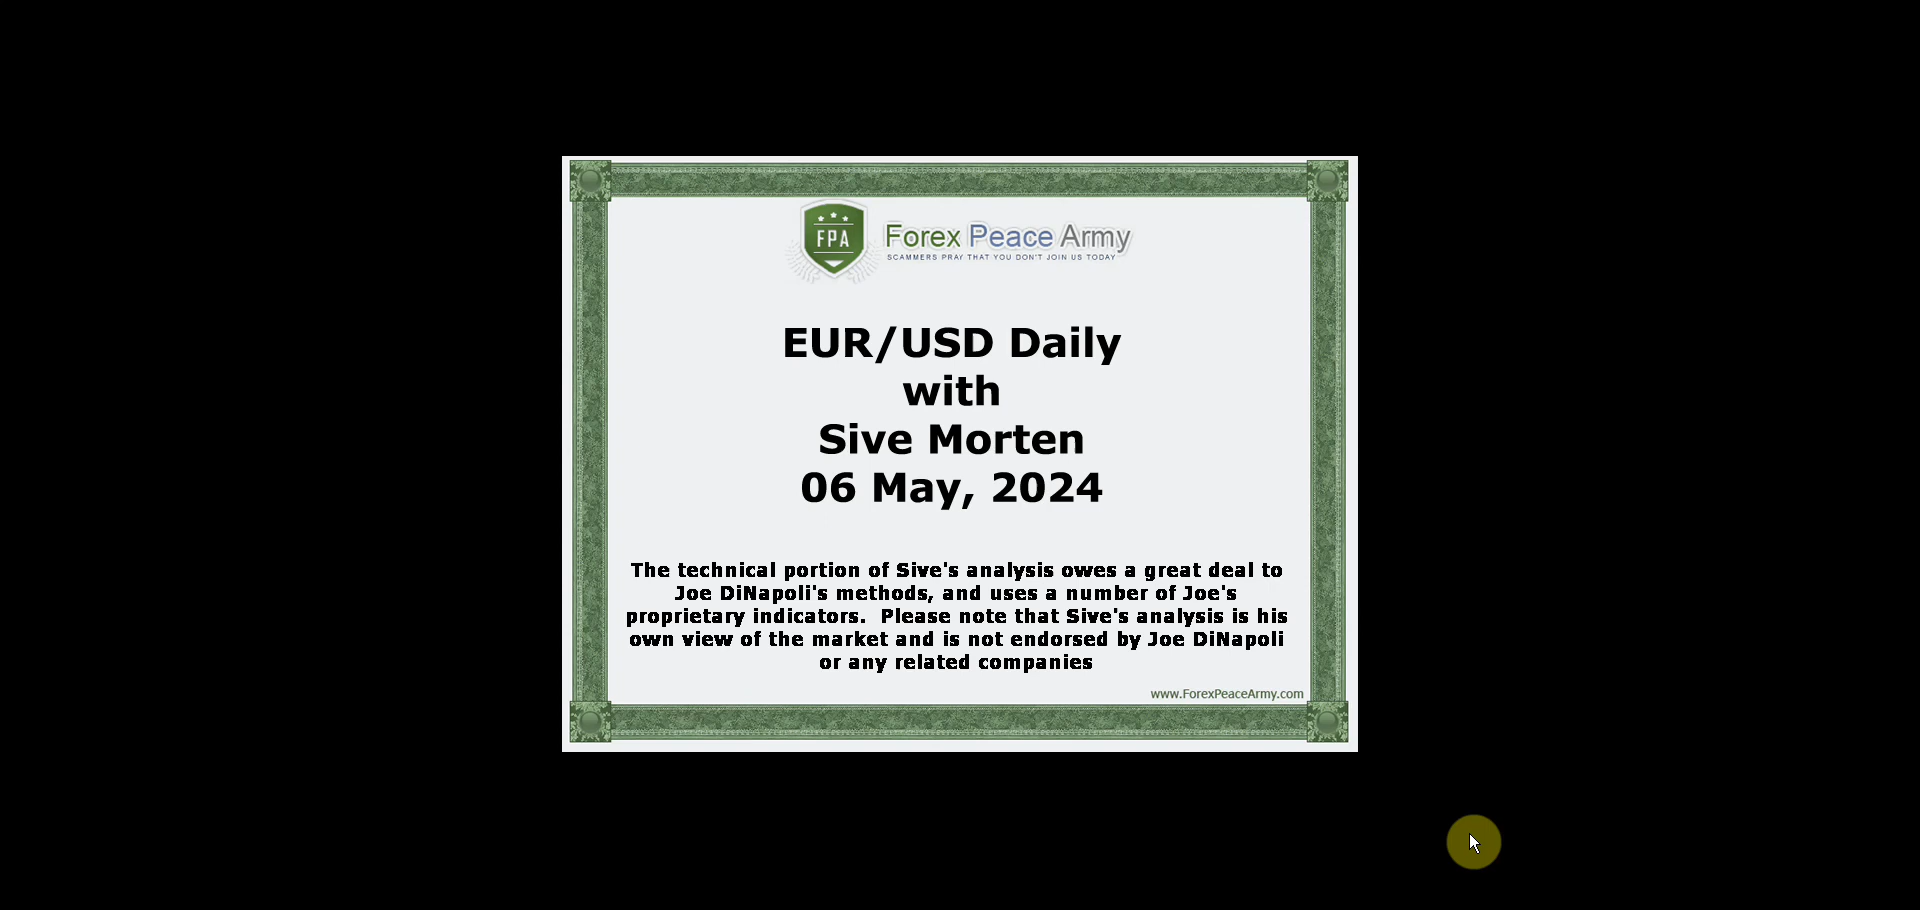 FPA
Forex Peace Army
SCAMMERS PRAY THAT YOU DON'T JOIN US TODAY
EUR/USD Daily
with
Sive Morten
06 May, 2024
The technical portion of Sive's analysis owes a great deal to
Joe DiNapoli's methods, and uses a number of Joe's
proprietary indicators.  Please note that Sive's analysis is his
own view of the market and is not endorsed by Joe DiNapoli
or any related companies
www.ForexPeaceArmy.com